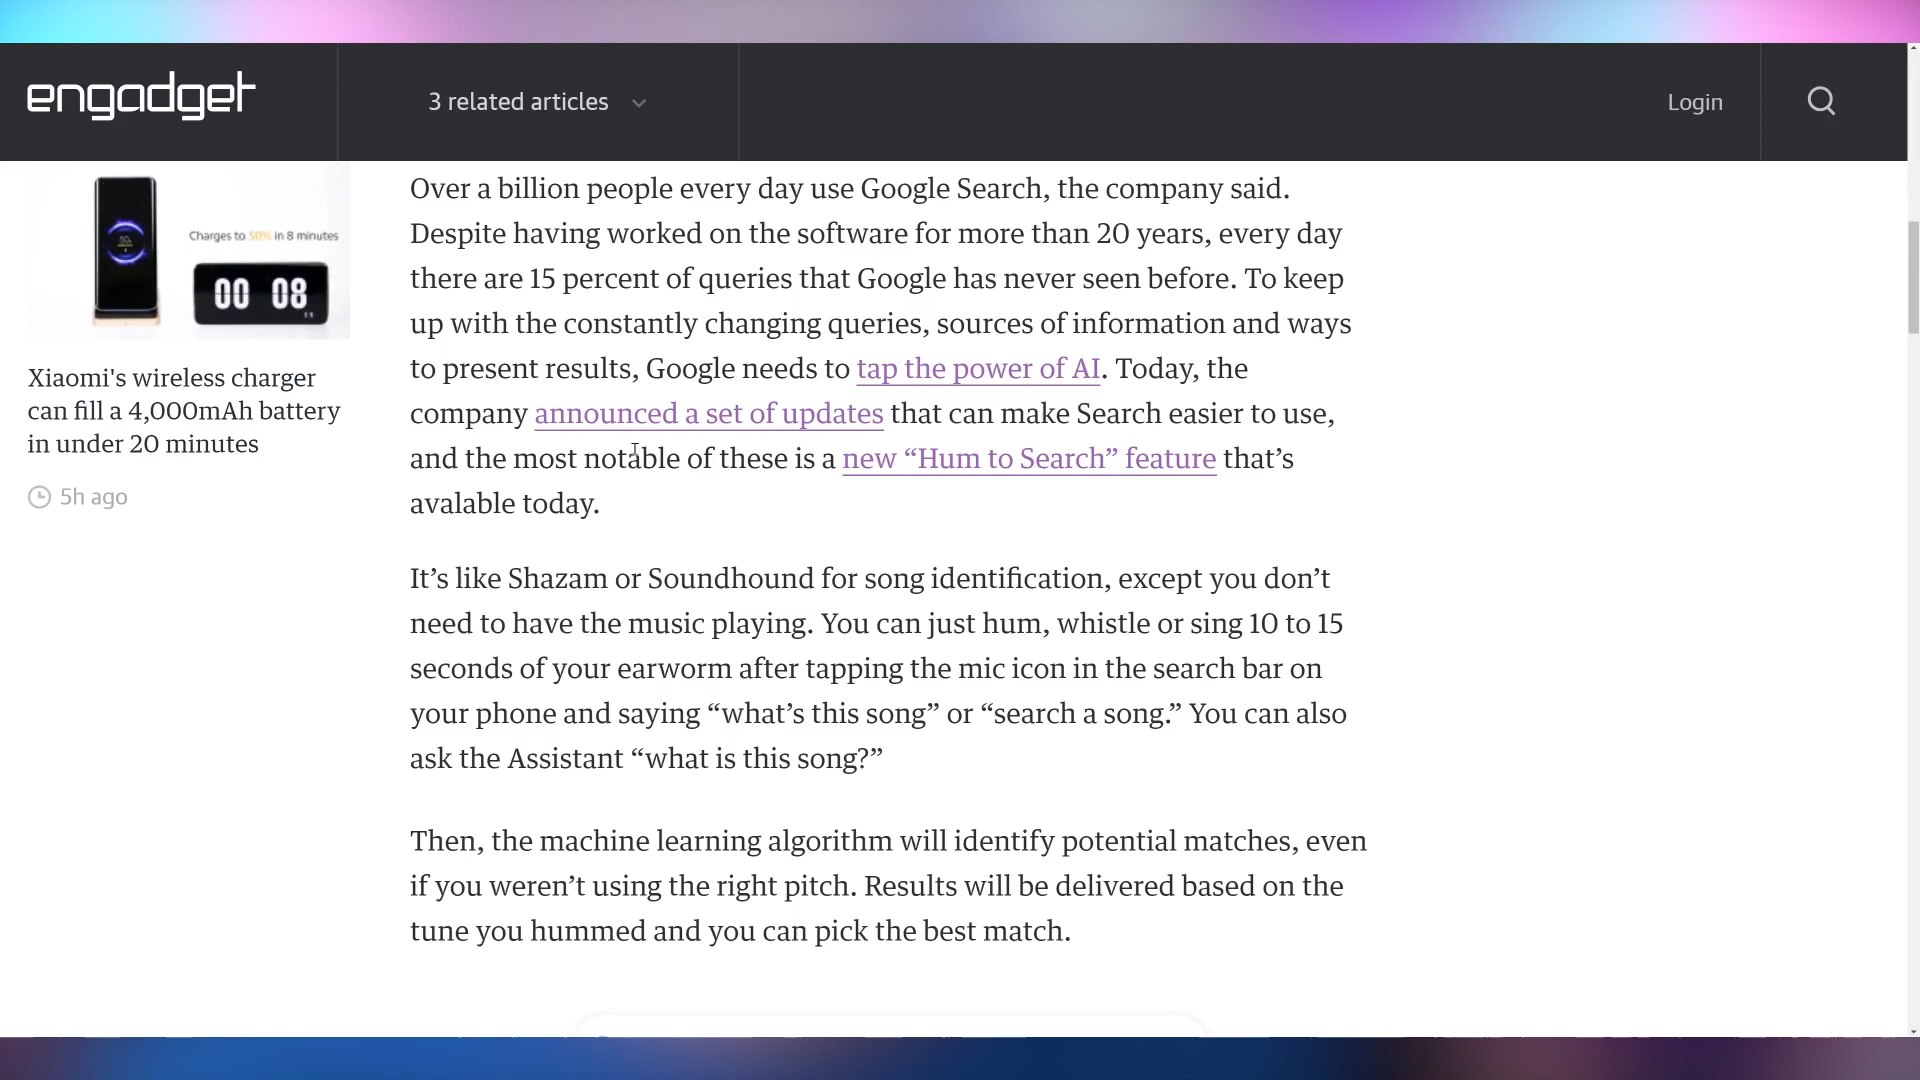 engadget
3 related articles
Login
Charges to 50% in 8 minutes
00 08
Xiaomi's wireless charger
can fill a 4,000mAh battery
in under 20 minutes
5h ago
Over a billion people every day use Google Search, the company said.
Despite having worked on the software for more than 20 years, every day
there are 15 percent of queries that Google has never seen before. To keep
up with the constantly changing queries, sources of information and ways
to present results, Google needs to tap the power of AI. Today, the
company announced a set of updates that can make Search easier to use,
and the most notable of these is a new “Hum to Search” feature that’s
avalable today.
It’s like Shazam or Soundhound for song identification, except you don’t
need to have the music playing. You can just hum, whistle or sing 10 to 15
seconds of your earworm after tapping the mic icon in the search bar on
your phone and saying “what’s this song” or “search a song.” You can also
ask the Assistant “what is this song?”
Then, the machine learning algorithm will identify potential matches, even
if you weren’t using the right pitch. Results will be delivered based on the
tune you hummed and you can pick the best match.